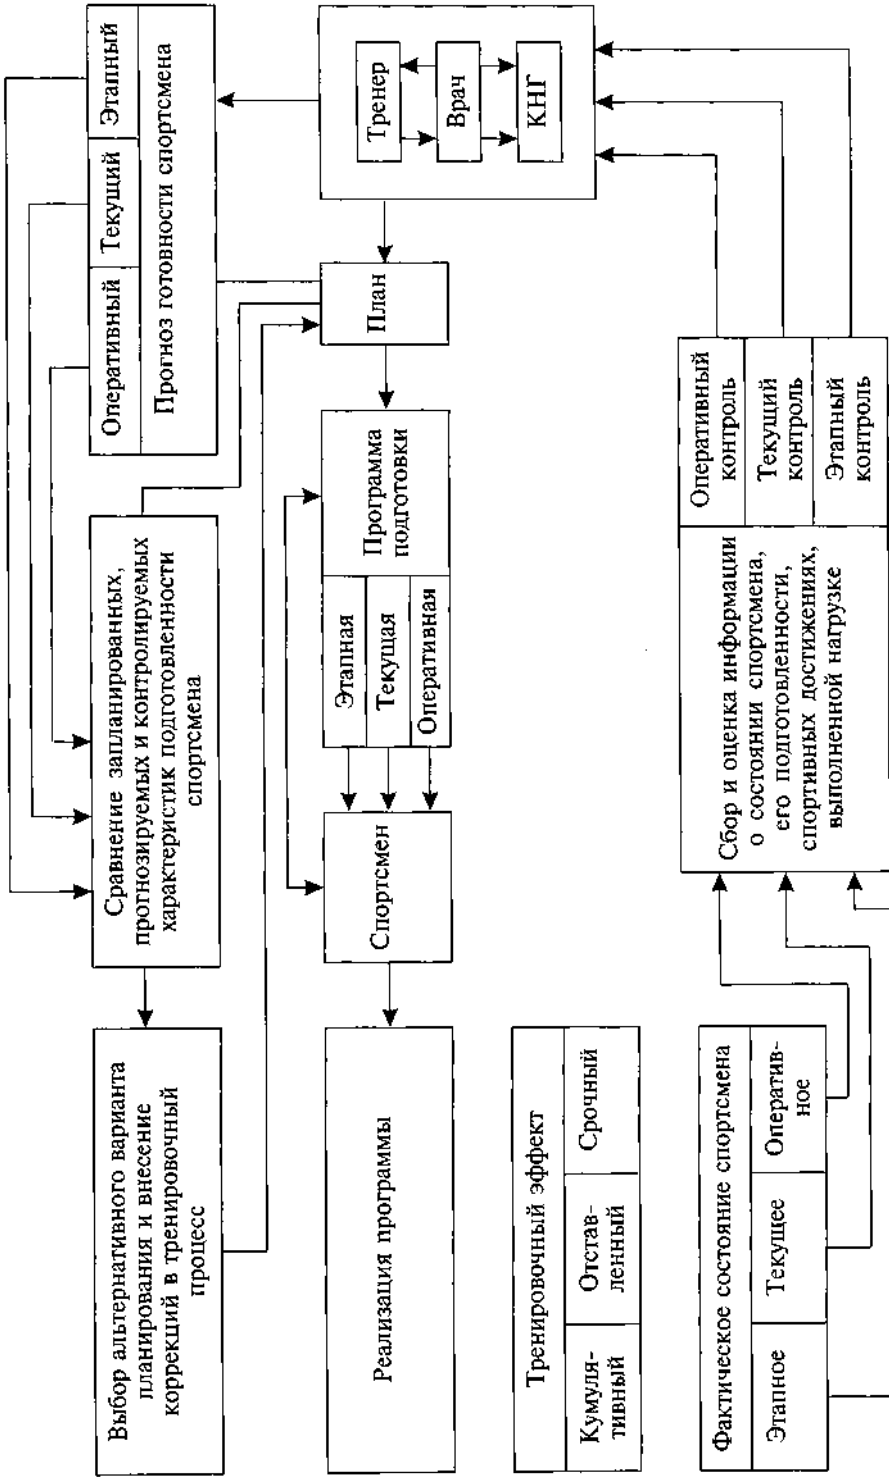 Выбор альтернативного варианта
планирования и внесение
коррекций в тренировочный
процесс
Сравнение запланированных,
прогнозируемых и контролируемых
характеристик подготовленности
спортсмена
Оперативный
Текущий
Этапный
Прогноз готовности спортсмена
Реализация программы
Спортсмен
Этапная
Текущая
Оперативная
Программа
подготовки
План
Тренер
Врач
КНГ
Тренировочный эффект
Кумуля-
тивный
Отстав-
ленный
Срочный
Фактическое состояние спортсмена
Этапное
Текущее
Оператив-
ное
Сбор и оценка информации
о состоянии спортсмена,
его подготовленности,
спортивных достижениях,
выполненной нагрузке
Оперативный
контроль
Текущий
контроль
Этапный
контроль